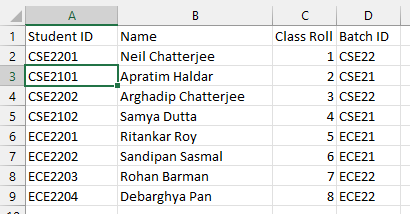 A B C D
1 Student ID Name Class Roll Batch ID
2 CSE2201 Neil Chatterjee 1 CSE22
3 CSE2101 Apratim Haldar 2 CSE21
4 CSE2202 Arghadip Chatterjee 3 CSE22
5 CSE2102 Samya Dutta 4 CSE21
6 ECE2201 Ritankar Roy 5 ECE21
7 ECE2202 Sandipan Sasmal 6 ECE21
8 ECE2203 Rohan Barman 7 ECE22
9 ECE2204 Debarghya Pan 8 ECE22